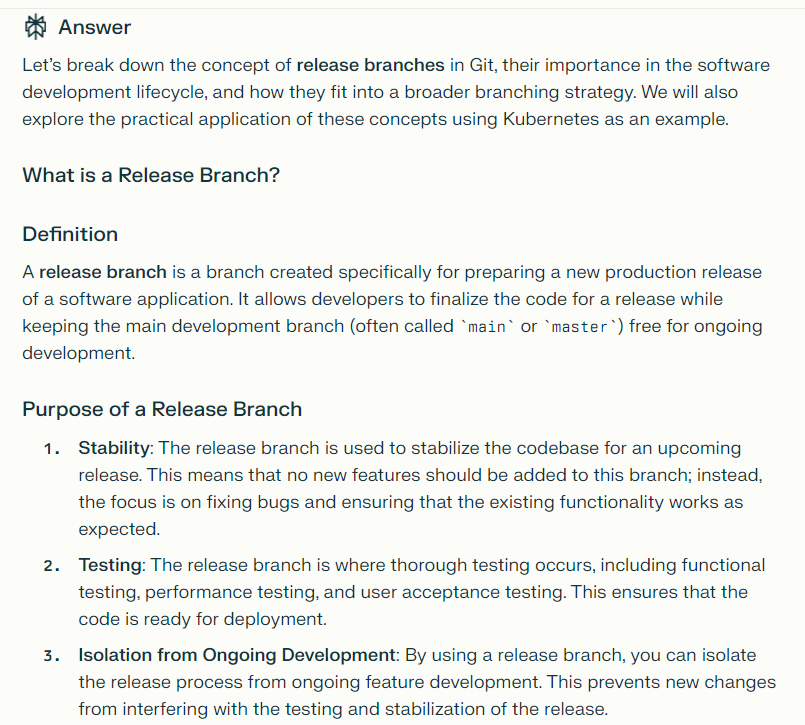 Answer
Let's break down the concept of release branches in Git, their importance in the software
development lifecycle, and how they fit into a broader branching strategy. We will also
explore the practical application of these concepts using Kubernetes as an example.
What is a Release Branch?
Definition
A release branch is a branch created specifically for preparing a new production release
of a software application. It allows developers to finalize the code for a release while
keeping the main development branch (often called `main` or `master`) free for ongoing
development.
Purpose of a Release Branch
1. Stability: The release branch is used to stabilize the codebase for an upcoming
release. This means that no new features should be added to this branch; instead,
the focus is on fixing bugs and ensuring that the existing functionality works as
expected.
2. Testing: The release branch is where thorough testing occurs, including functional
testing, performance testing, and user acceptance testing. This ensures that the
code is ready for deployment.
3. Isolation from Ongoing Development: By using a release branch, you can isolate
the release process from ongoing feature development. This prevents new changes
from interfering with the testing and stabilization of the release.